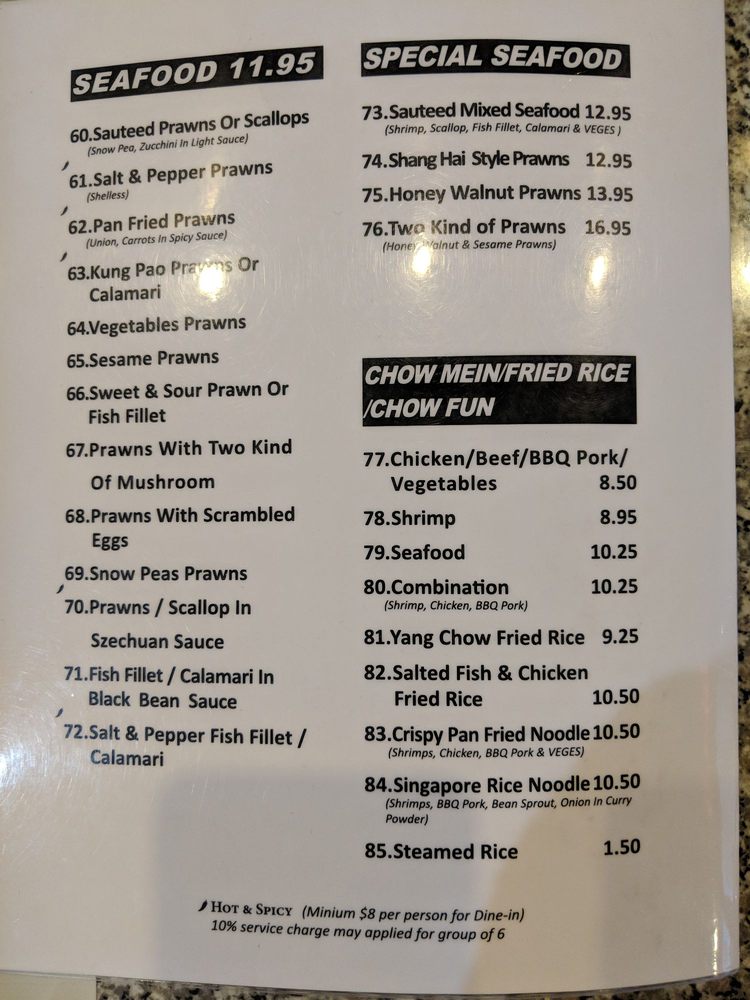 SEAFOOD 11.95
60.Sauteed Prawns Or Scallops
(Snow Pea, Zucchini In Light Sauce)
61.Salt & Pepper Prawns
(Shelless)
62.Pan Fried Prawns
(Union, Carrots In Spicy Sauce)
63.Kung Pao Prawns Or
Calamari
64.Vegetables Prawns
65.Sesame Prawns
66.Sweet & Sour Prawn Or
Fish Fillet
67.Prawns With Two Kind
Of Mushroom
68.Prawns With Scrambled
Eggs
69.Snow Peas Prawns
70.Prawns / Scallop In
Szechuan Sauce
71.Fish Fillet / Calamari In
Black Bean Sauce
72.Salt & Pepper Fish Fillet /
Calamari
SPECIAL SEAFOOD
73.Sauteed Mixed Seafood 12.95
(Shrimp, Scallop, Fish Fillet, Calamari & VEGES )
74.Shang Hai Style Prawns 12.95
75.Honey Walnut Prawns 13.95
76.Two Kind of Prawns 16.95
(Honey Walnut & Sesame Prawns)
CHOW MEIN/FRIED RICE
/CHOW FUN
77.Chicken/Beef/BBQ Pork/
Vegetables 8.50
78.Shrimp 8.95
79.Seafood 10.25
80.Combination 10.25
(Shrimp, Chicken, BBQ Pork)
81.Yang Chow Fried Rice 9.25
82.Salted Fish & Chicken
Fried Rice 10.50
83.Crispy Pan Fried Noodle 10.50
(Shrimps, Chicken, BBQ Pork & VEGES)
84.Singapore Rice Noodle 10.50
(Shrimps, BBQ Pork, Bean Sprout, Onion In Curry
Powder)
85.Steamed Rice 1.50
HOT & SPICY (Minium $8 per person for Dine-in)
10% service charge may applied for group of 6